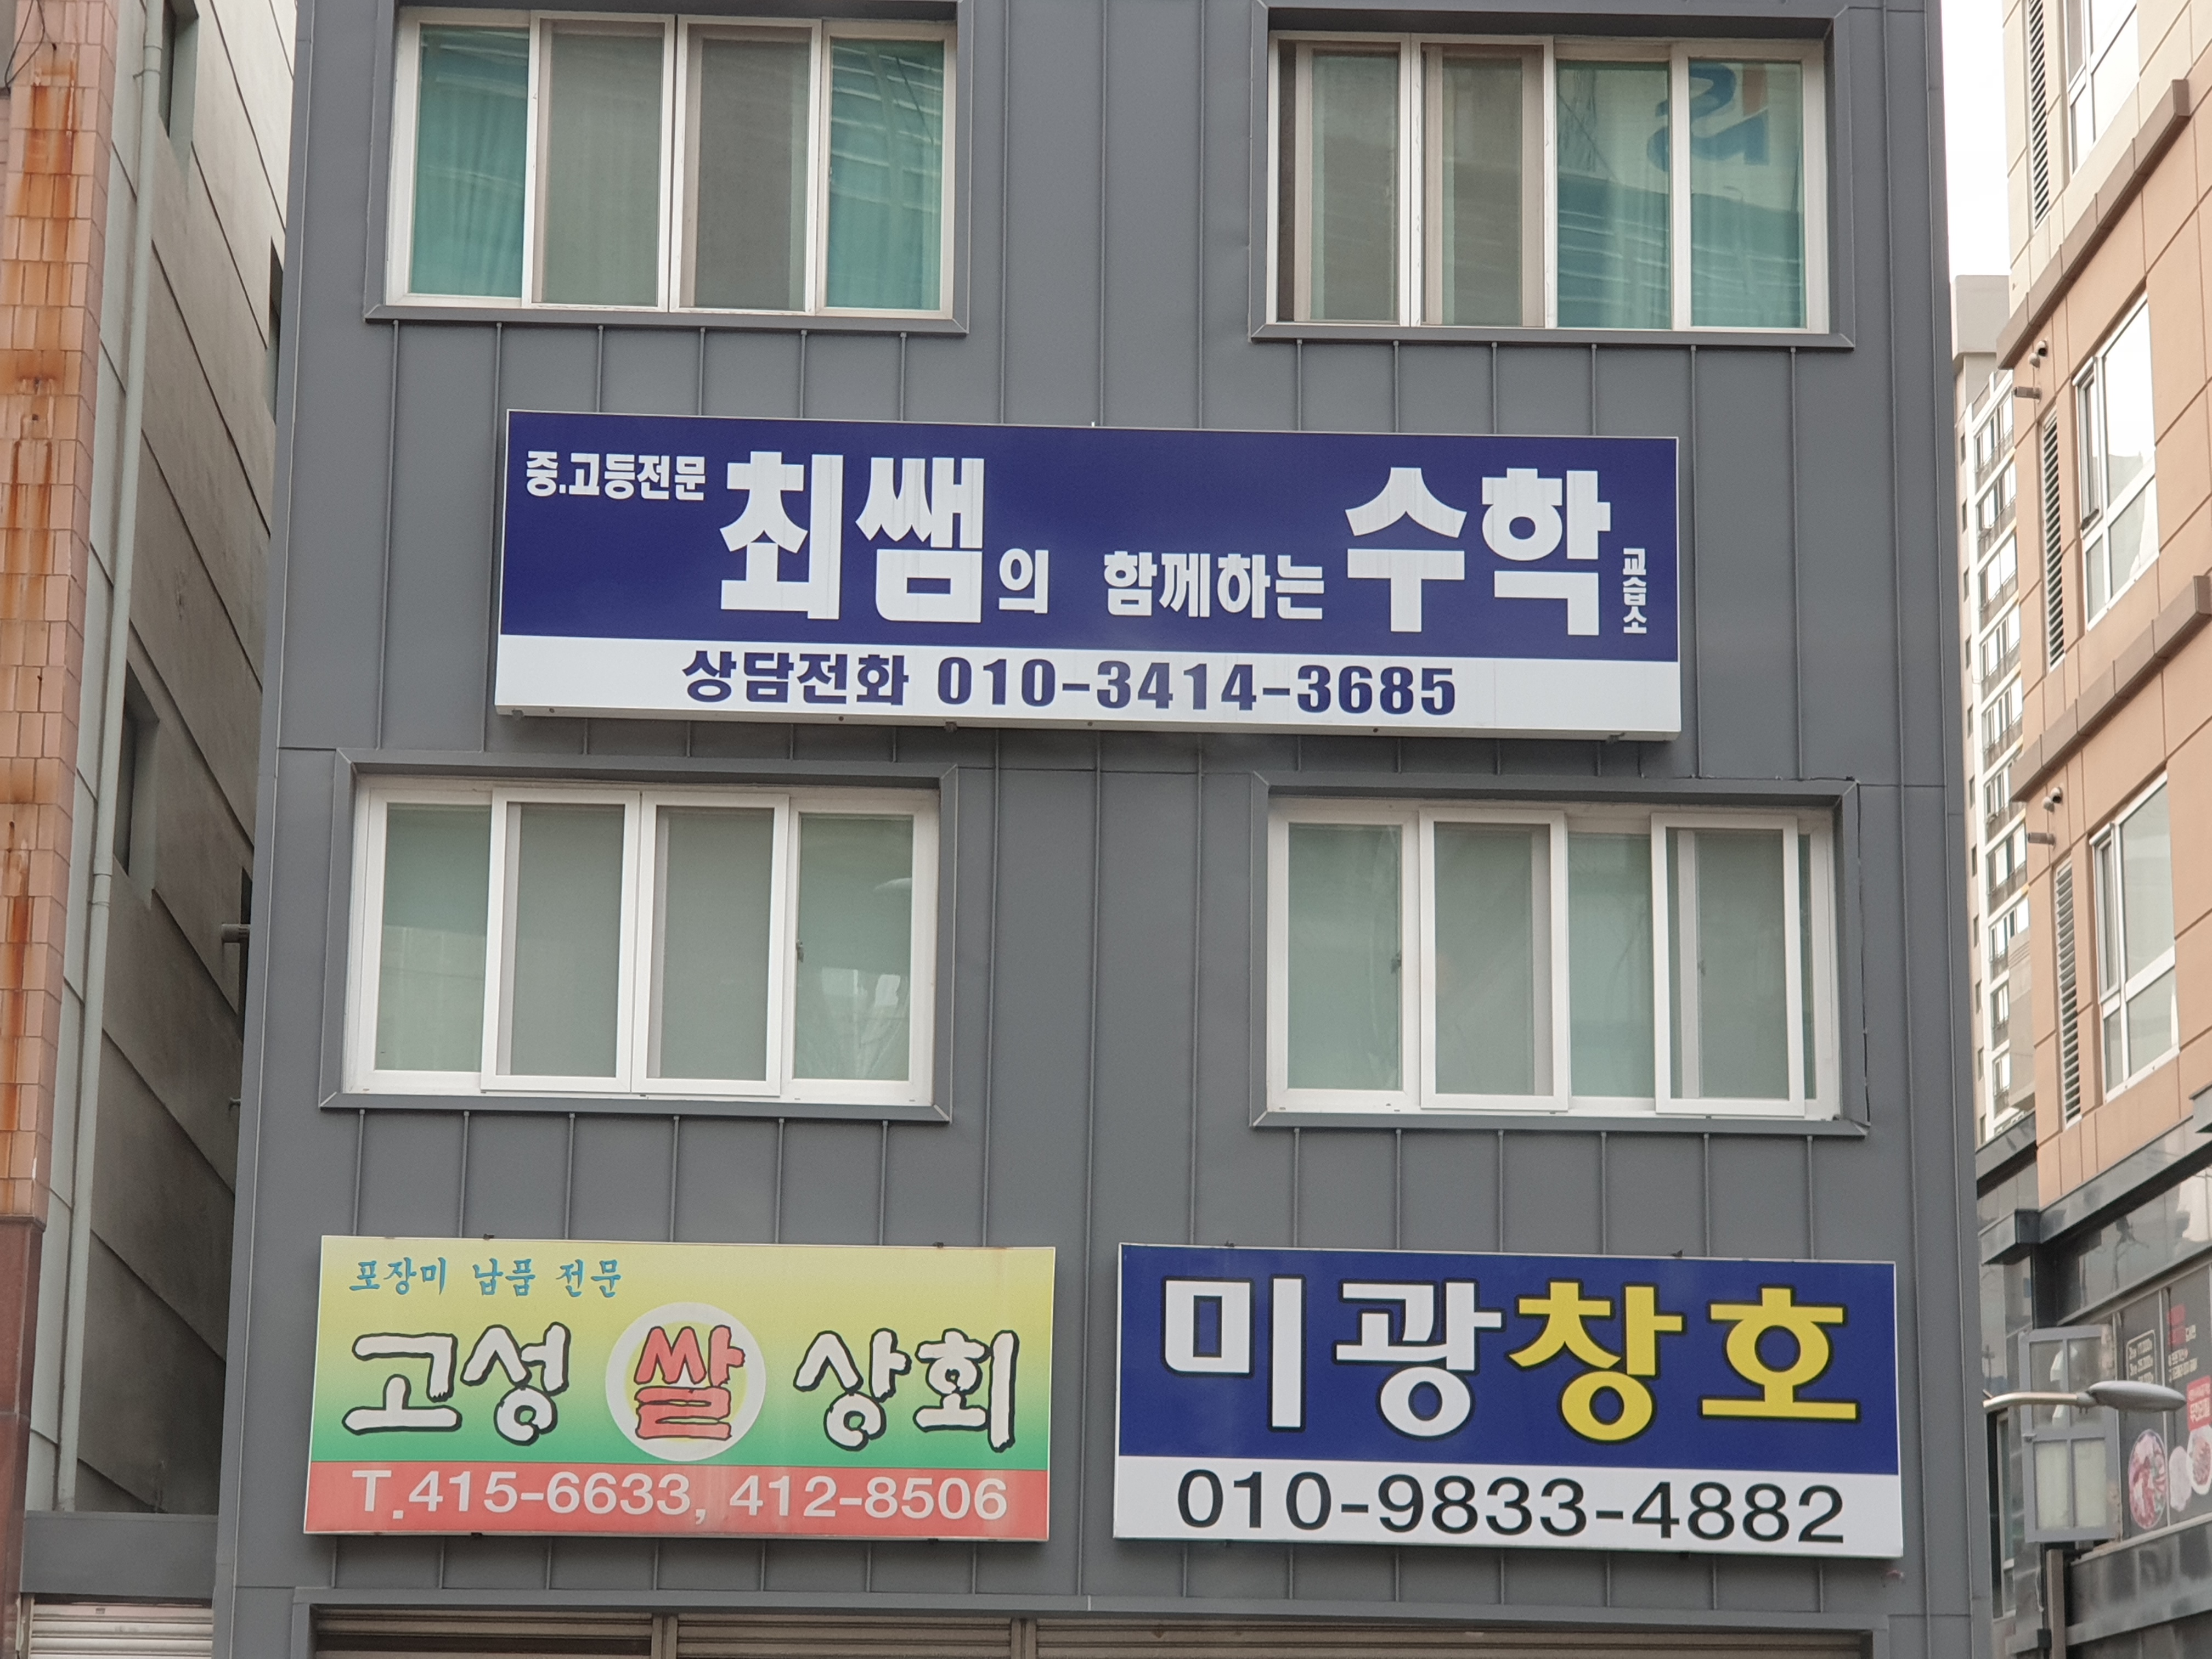 중.고등전문 최쌤의 함께하는 수학 교습소
상담전화 010-3414-3685
포장미 납품 전문
고성 쌀 상회
T.415-6633, 412-8506
미광창호
010-9833-4882